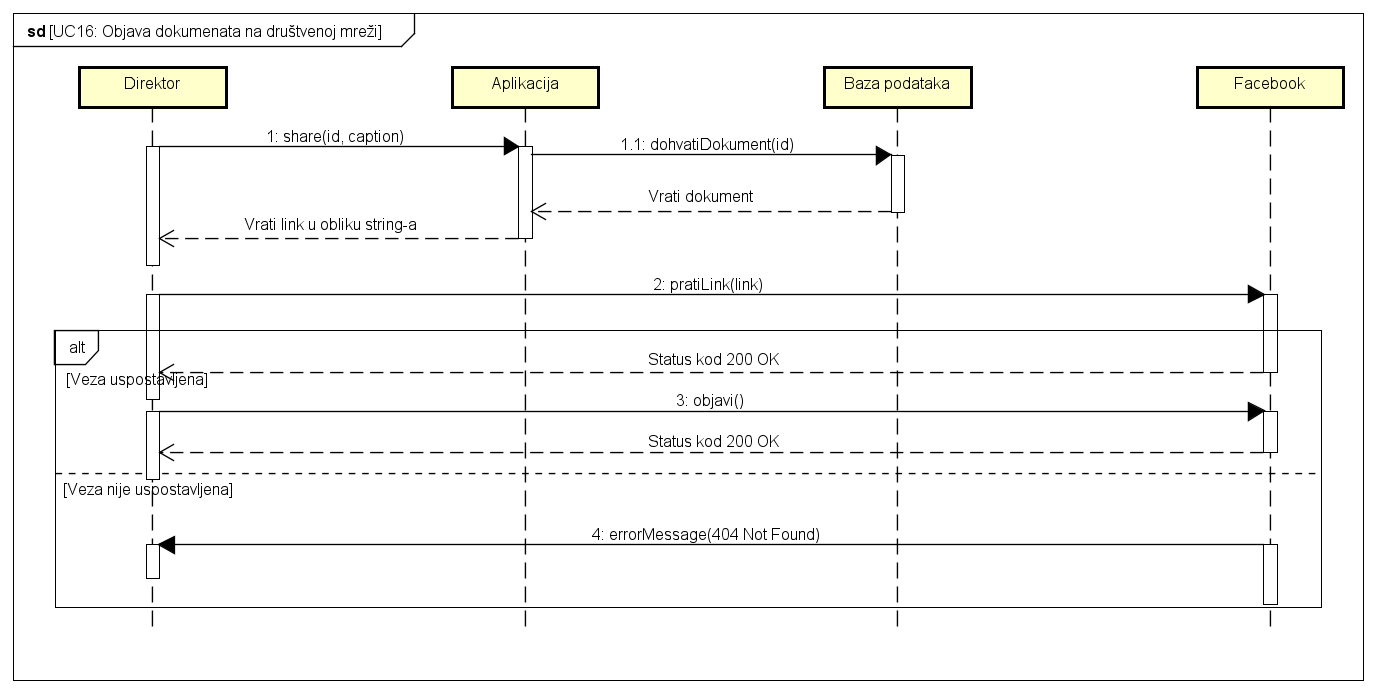 sd [UC16: Objava dokumenata na društvenoj mreži]
Direktor
Aplikacija
Baza podataka
Facebook
1: share(id, caption)
1.1: dohvatiDokument(id)
Vrati dokument
Vrati link u obliku string-a
2: pratiLink(link)
alt
Status kod 200 OK
[Veza uspostavljena]
3: objavi()
Status kod 200 OK
[Veza nije uspostavljena]
4: errorMessage(404 Not Found)